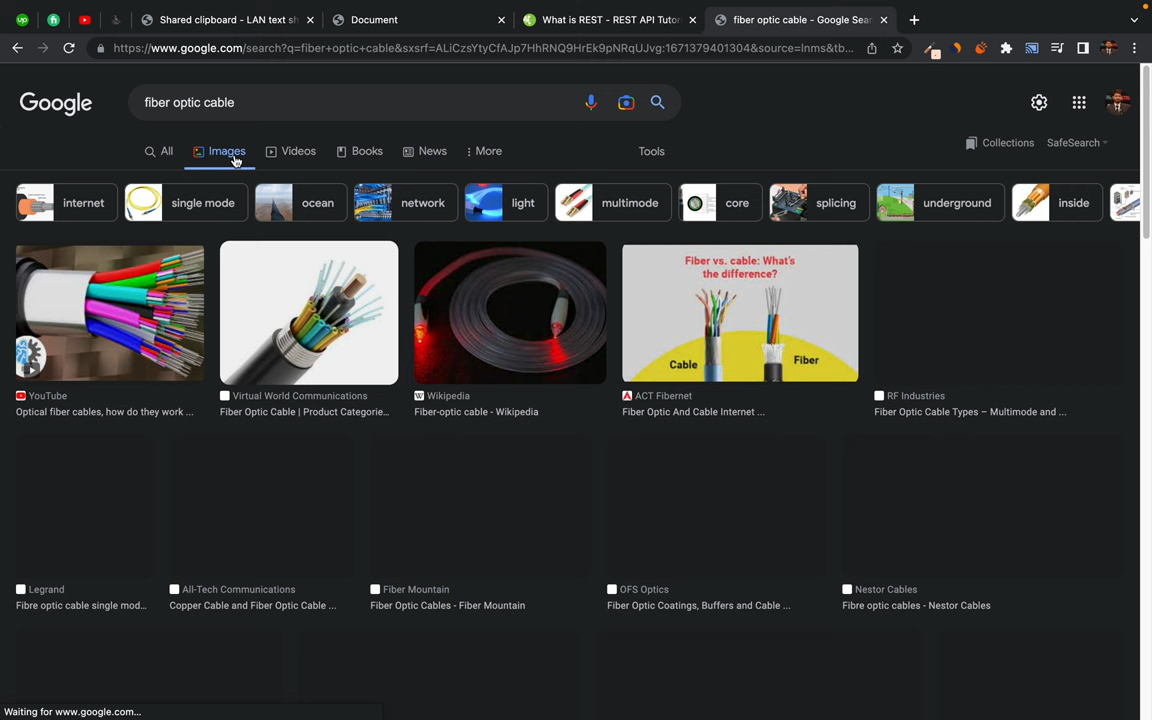 Shared clipboard - LAN text sh
Document
What is REST - REST API Tutor
fiber optic cable - Google Sear
https://www.google.com/search?q=fiber+optic+cable&sxsrf=ALiCzsYtyCfAJp7HhRNQ9HrEk9pNRqUJvg:1671379401304&source=lnms&tb...
Google
fiber optic cable
All
Images
Videos
Books
News
More
Tools
Collections
SafeSearch
internet
single mode
ocean
network
light
multimode
core
splicing
underground
inside
Fiber vs. cable: What's
the difference?
Cable
Fiber
YouTube
Optical fiber cables, how do they work ...
Virtual World Communications
Fiber Optic Cable | Product Categorie...
Wikipedia
Fiber-optic cable - Wikipedia
ACT Fibernet
Fiber Optic And Cable Internet ...
RF Industries
Fiber Optic Cable Types – Multimode and ...
Legrand
Fibre optic cable single mod...
All-Tech Communications
Copper Cable and Fiber Optic Cable ...
Fiber Mountain
Fiber Optic Cables - Fiber Mountain
OFS Optics
Fiber Optic Coatings, Buffers and Cable ...
Nestor Cables
Fibre optic cables - Nestor Cables
Waiting for www.google.com...